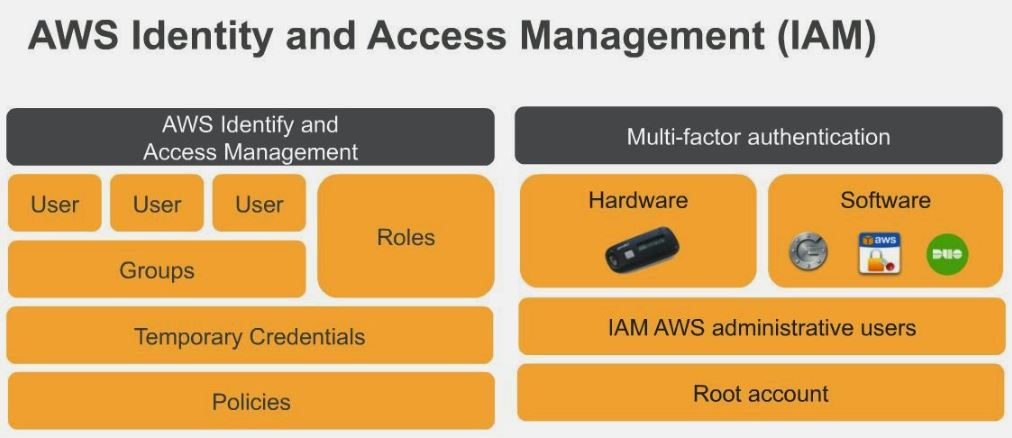 AWS Identity and Access Management (IAM)
AWS Identify and
Access Management
User
User
User
Roles
Groups
Temporary Credentials
Policies
Multi-factor authentication
Hardware
Software
aws
DUO
IAM AWS administrative users
Root account